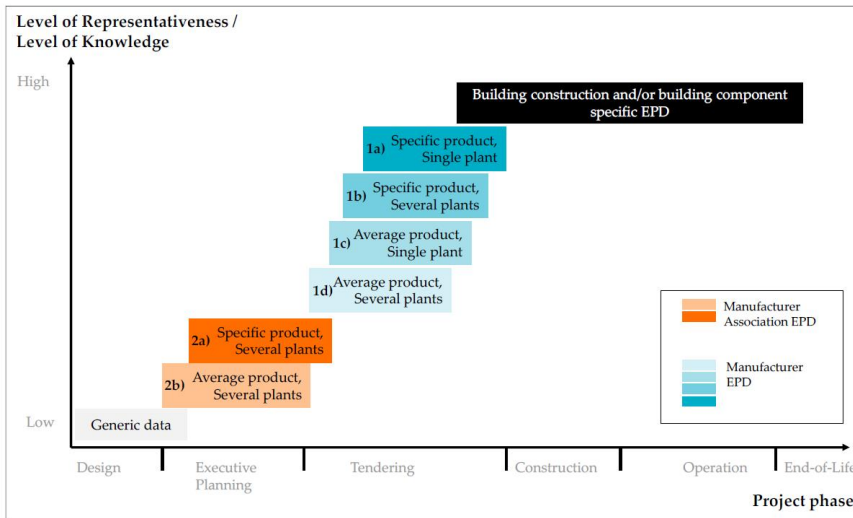 Level of Representativeness /
Level of Knowledge
High
Building construction and/or building component
specific EPD
1a) Specific product,
Single plant
1b) Specific product,
Several plants
1c) Average product,
Single plant
1d) Average product,
Several plants
2a) Specific product,
Several plants
2b) Average product,
Several plants
Low
Generic data
Manufacturer
Association EPD
Manufacturer
EPD
Design
Executive
Planning
Tendering
Construction
Operation
End-of-Life
Project phase